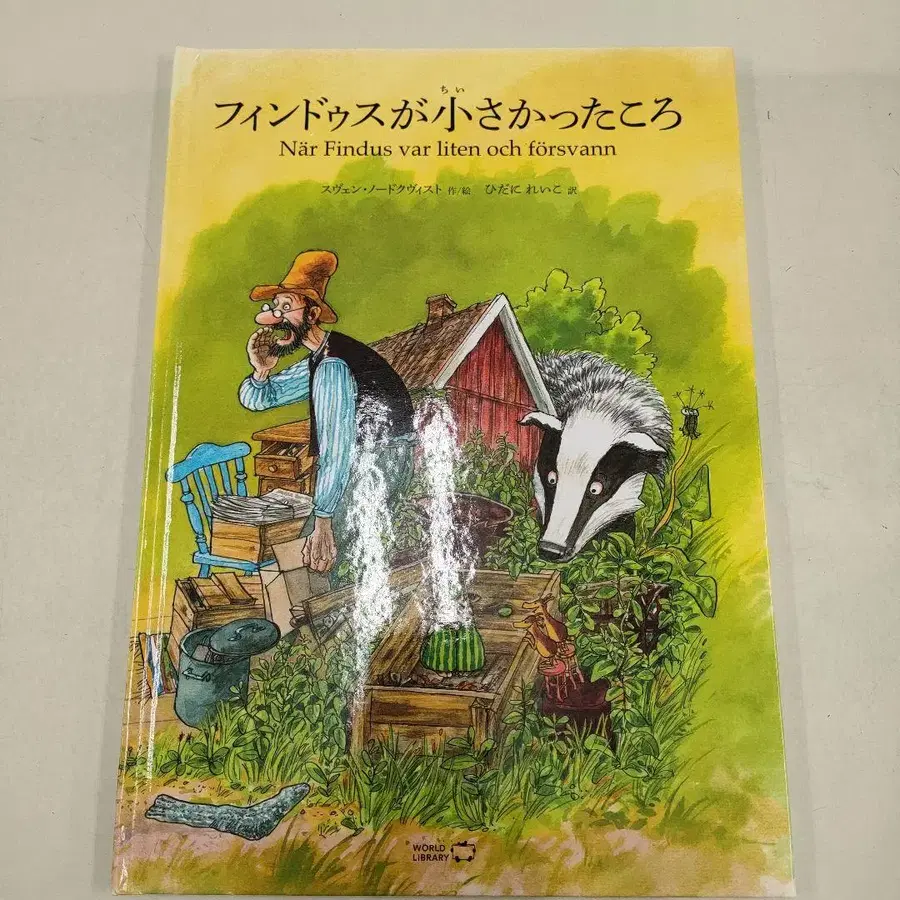 ちい
フィンドゥスが小さかったころ
När Findus var liten och försvann
スヴェン・ノードクヴィスト 作/絵 ひだに れいこ 訳
WORLD
LIBRARY